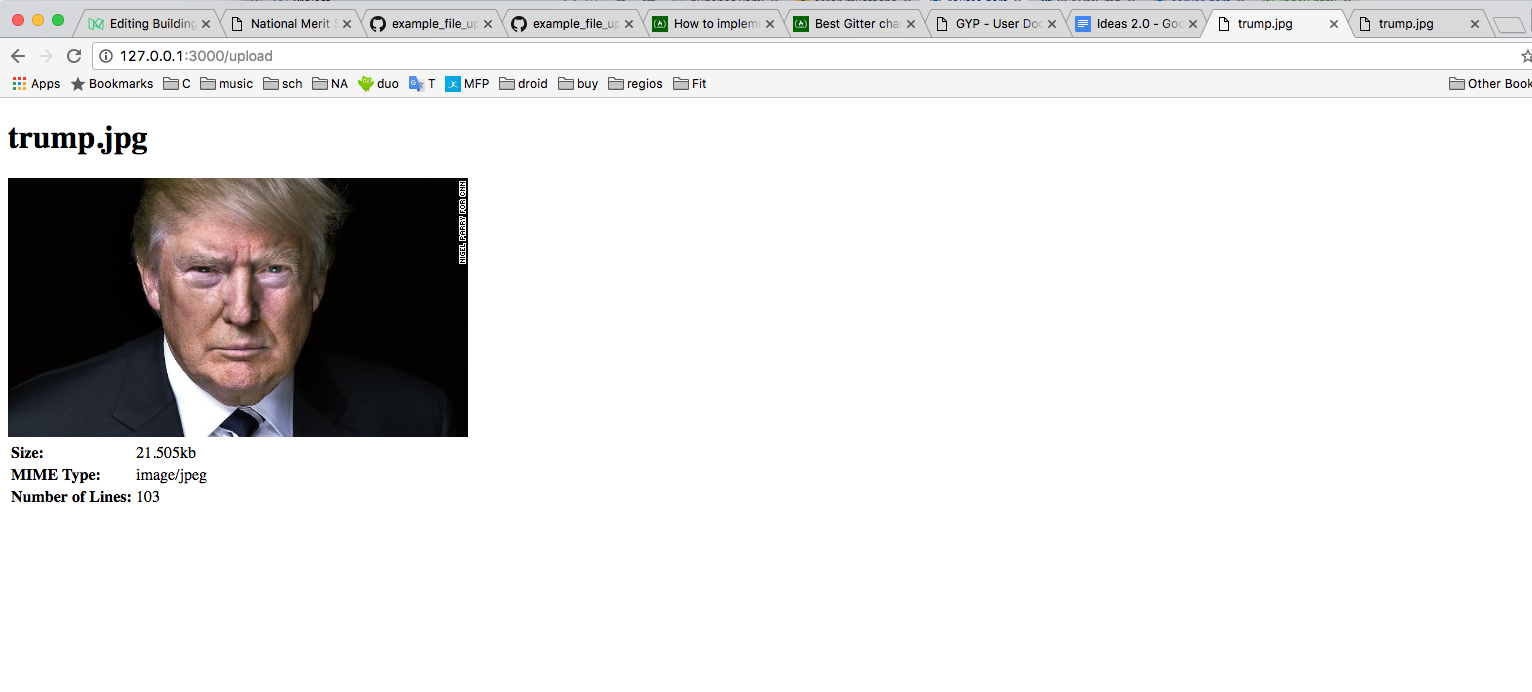 Editing Building
National Merit S
example_file_up
example_file_up
How to implem
Best Gitter cha
GYP - User Doc
Ideas 2.0 - Goo
trump.jpg
trump.jpg
127.0.0.1:3000/upload
Apps
Bookmarks
C
music
sch
NA
duo
T
MFP
droid
buy
regios
Fit
Other Book
trump.jpg
NIGEL PARRY FOR CNN
Size: 21.505kb
MIME Type: image/jpeg
Number of Lines: 103